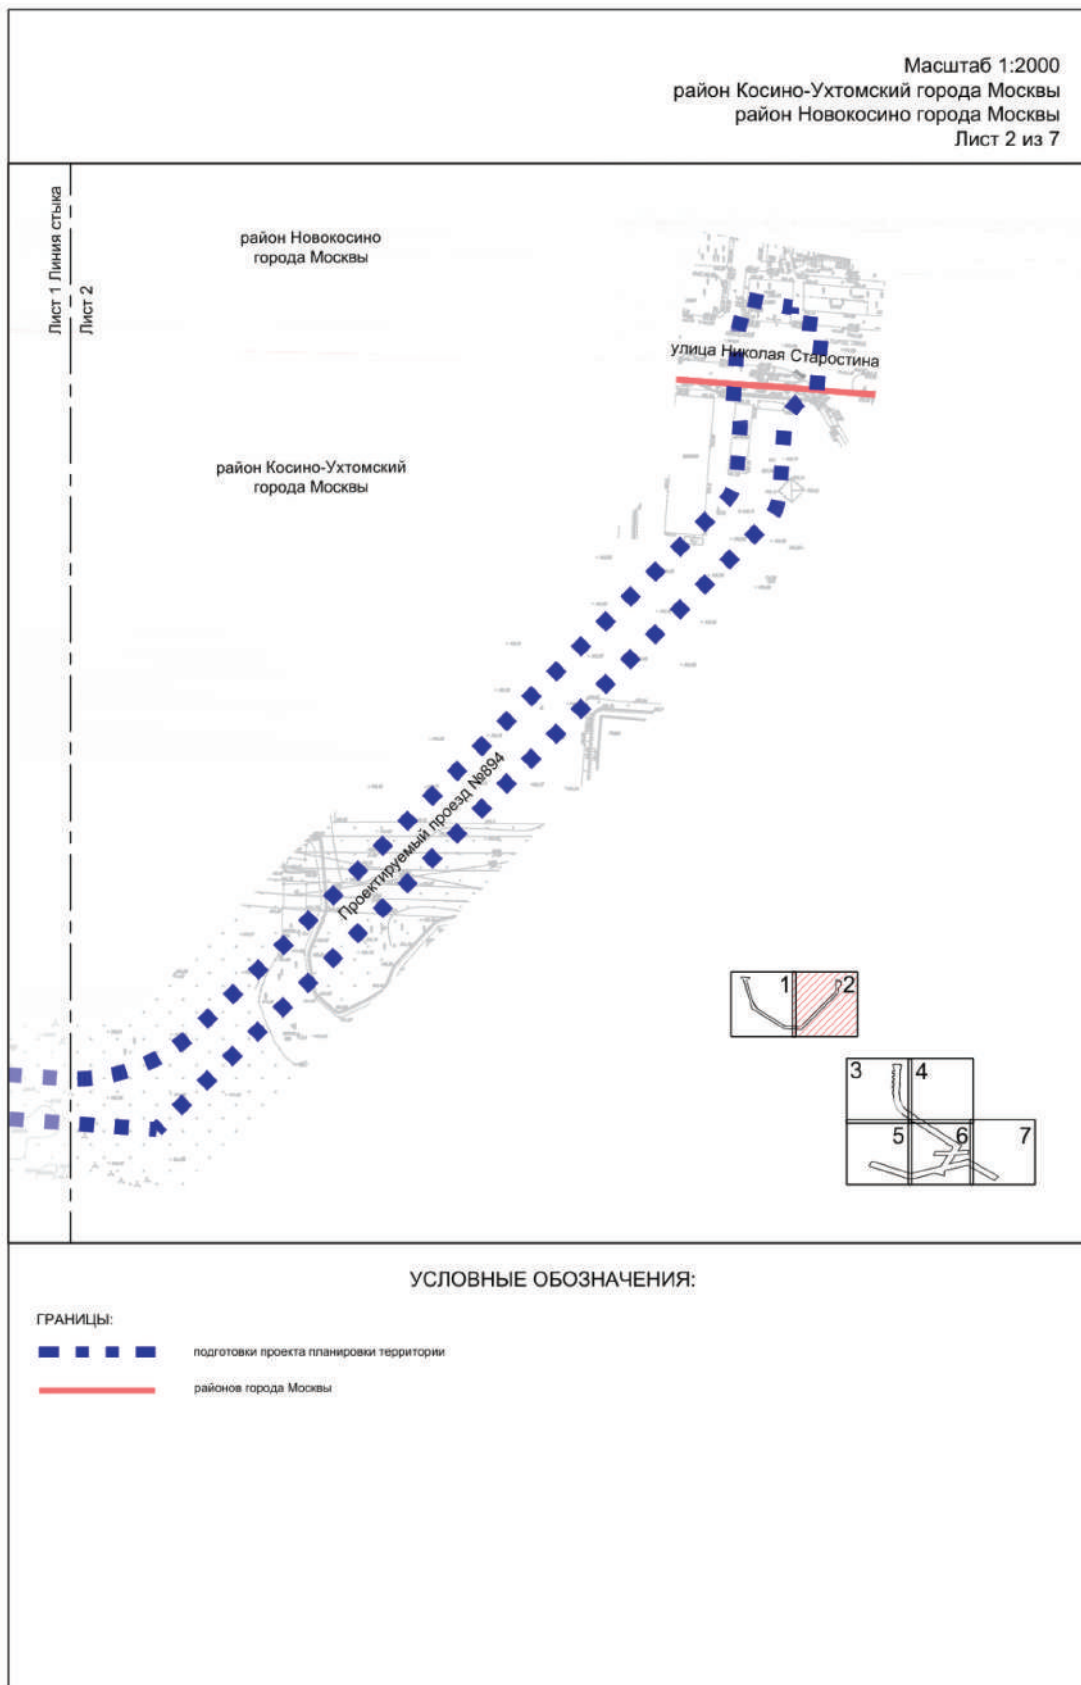 Масштаб 1:2000
район Косино-Ухтомский города Москвы
район Новокосино города Москвы
Лист 2 из 7
Лист 1 Линия стыка
Лист 2
район Новокосино
города Москвы
улица Николая Старостина
район Косино-Ухтомский
города Москвы
Проектируемый проезд №894
1
2
3
4
5
6
7
УСЛОВНЫЕ ОБОЗНАЧЕНИЯ:
ГРАНИЦЫ:
подготовки проекта планировки территории
районов города Москвы